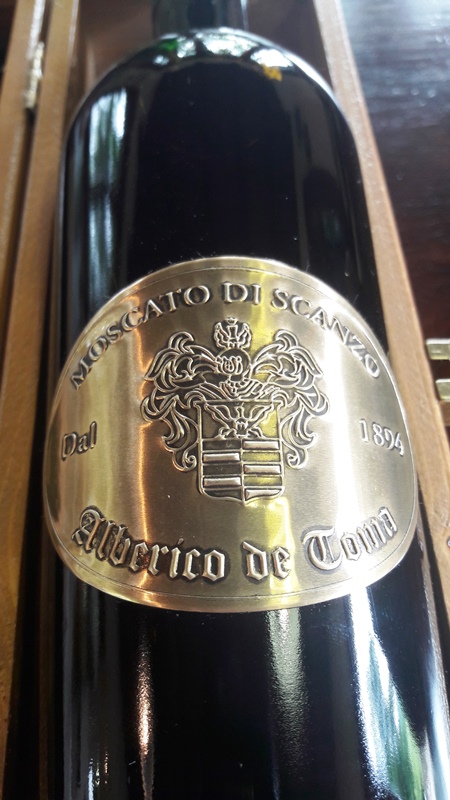 MOSCATO DI SCANZO
Dal 1894
Alberico de Toma